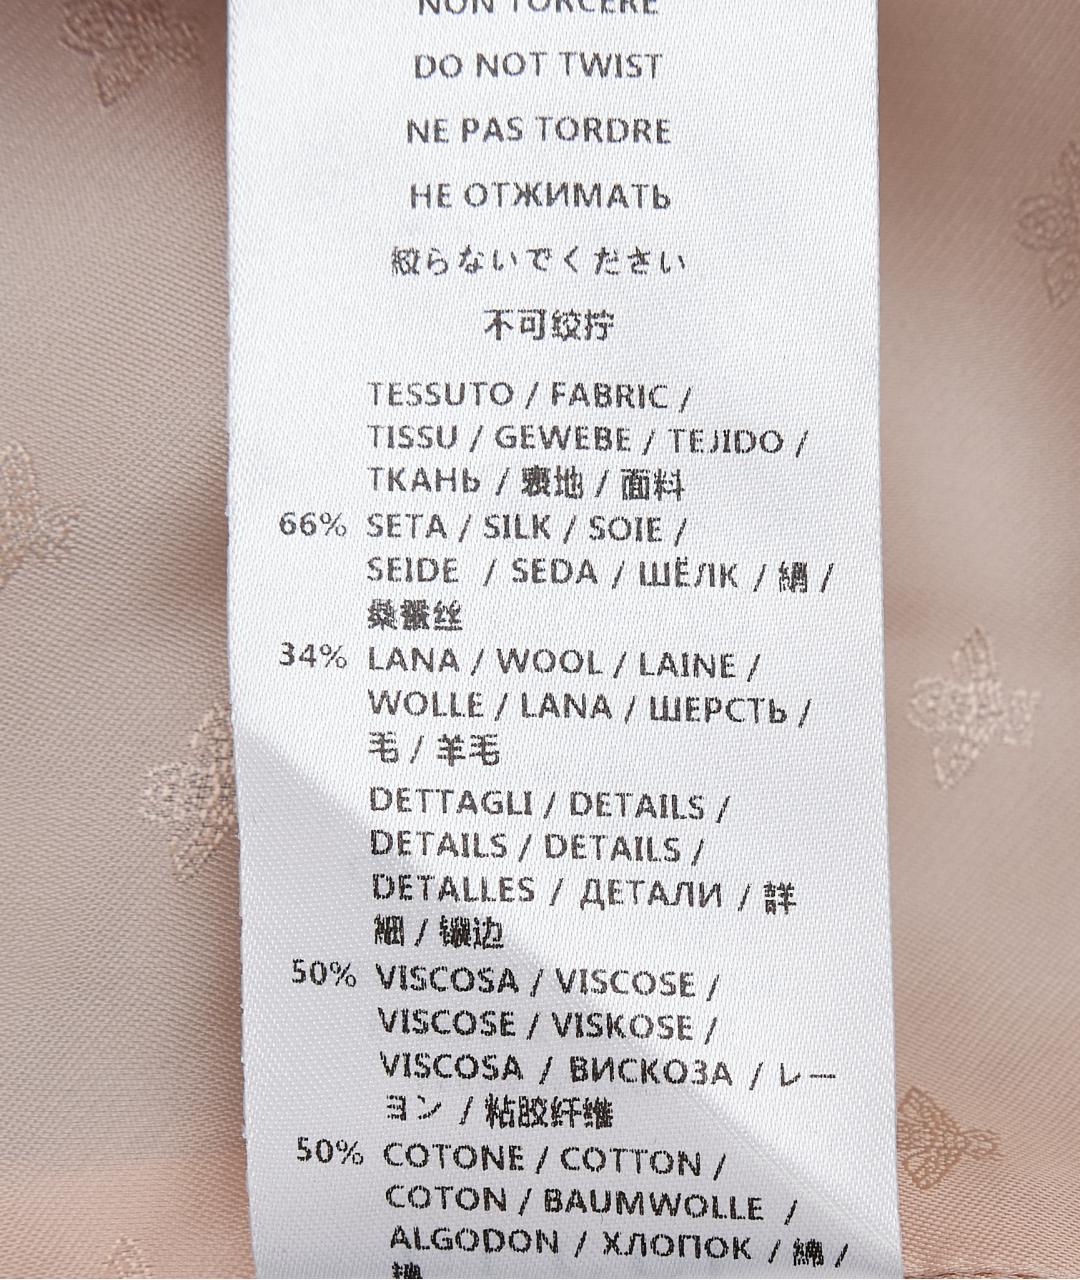 NON TORCERE
DO NOT TWIST
NE PAS TORDRE
НЕ ОТЖИМАТЬ
絞らないでください
不可绞拧
TESSUTO / FABRIC /
TISSU / GEWEBE / TEJIDO /
ТКАНЬ / 裏地 / 面料
66% SETA / SILK / SOIE /
SEIDE / SEDA / ШЁЛК / 絹 /
桑蚕丝
34% LANA / WOOL / LAINE /
WOLLE / LANA / ШЕРСТЬ /
毛 / 羊毛
DETTAGLI / DETAILS /
DETAILS / DETAILS /
DETALLES / ДЕТАЛИ / 詳
細 / 镶边
50% VISCOSA / VISCOSE /
VISCOSE / VISKOSE /
VISCOSA / ВИСКОЗА / レー
ヨン / 粘胶纤维
50% COTONE / COTTON /
COTON / BAUMWOLLE /
ALGODON / ХЛОПОК / 綿 /